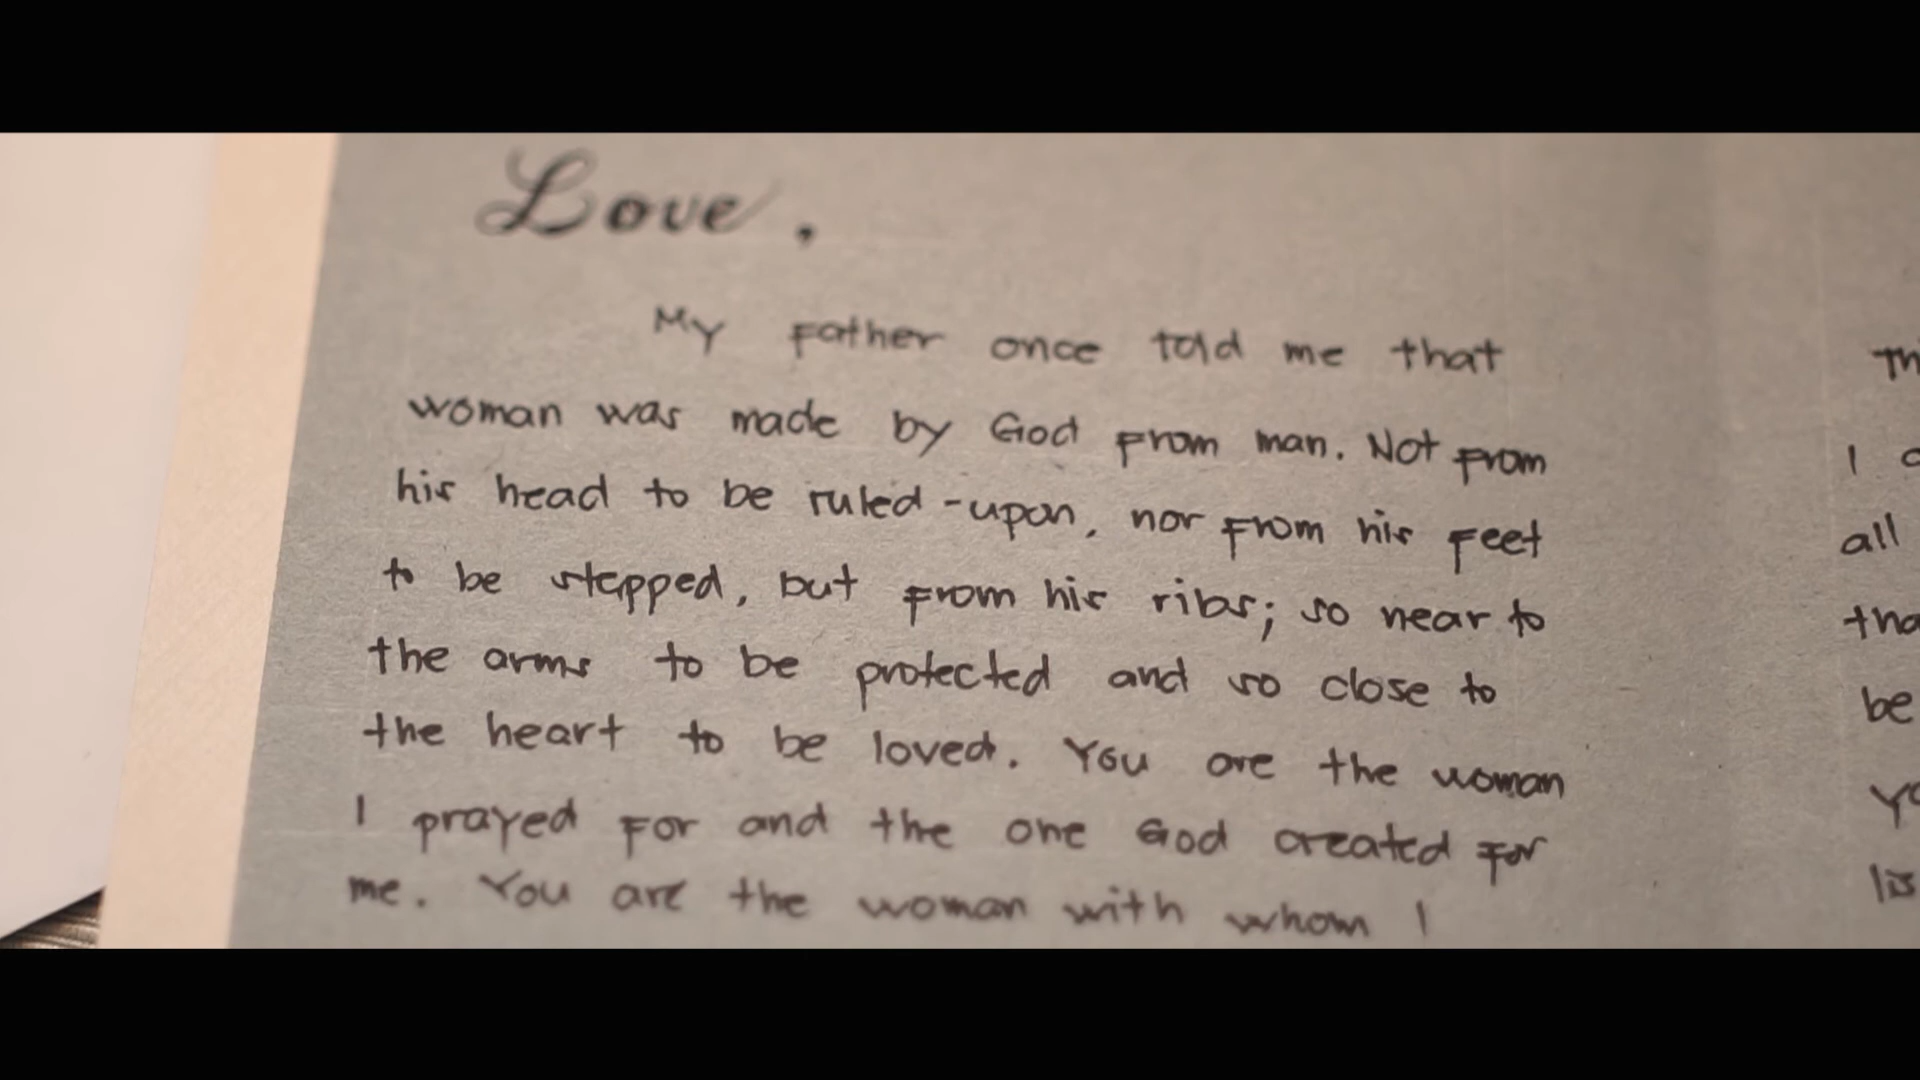 Love,
My father once told me that
woman was made by God from man. Not from
his head to be ruled-upon, nor from his feet
to be stepped, but from his ribs; so near to
the arms to be protected and so close to
the heart to be loved. You are the woman
I prayed for and the one God created for
me. You are the woman with whom I
I
all
be